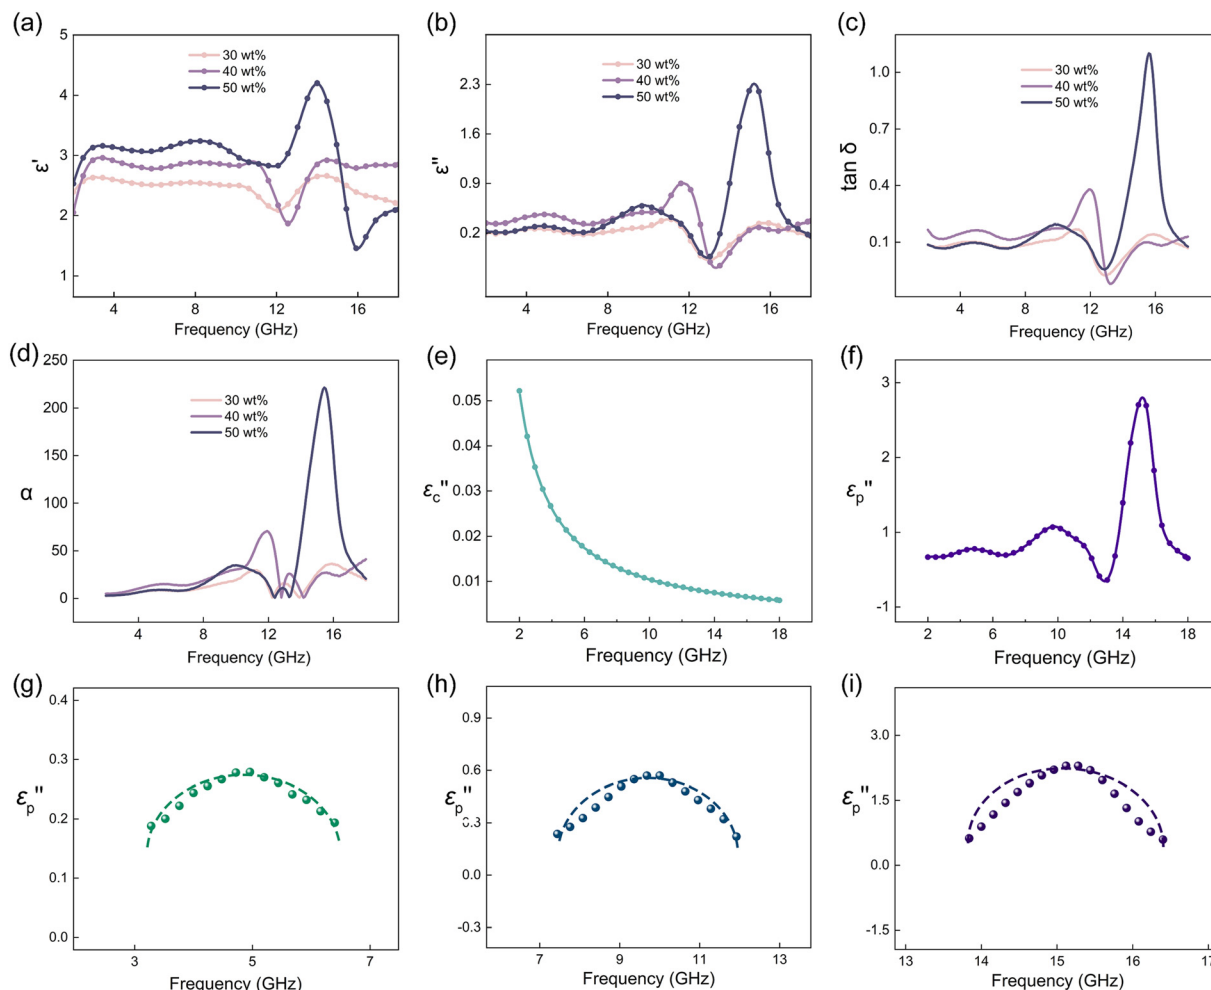 (a)
5
4
3
2
1
ε'
30 wt%
40 wt%
50 wt%
4 8 12 16
Frequency (GHz)
(b)
2.3
1.6
0.9
0.2
ε''
30 wt%
40 wt%
50 wt%
4 8 12 16
Frequency (GHz)
(c)
1.0
0.7
0.4
0.1
tan δ
30 wt%
40 wt%
50 wt%
4 8 12 16
Frequency (GHz)
(d)
250
200
150
100
50
0
α
30 wt%
40 wt%
50 wt%
4 8 12 16
Frequency (GHz)
(e)
0.05
0.04
0.03
0.02
0.01
εc''
2 6 10 14 18
Frequency (GHz)
(f)
3
2
1
-1
εp''
2 6 10 14 18
Frequency (GHz)
(g)
0.4
0.3
0.2
0.1
0.0
εp''
3 5 7
Frequency (GHz)
(h)
0.9
0.6
0.3
0.0
-0.3
εp''
7 9 11 13
Frequency (GHz)
(i)
3.0
1.5
0.0
-1.5
εp''
13 14 15 16 17
Frequency (GHz)